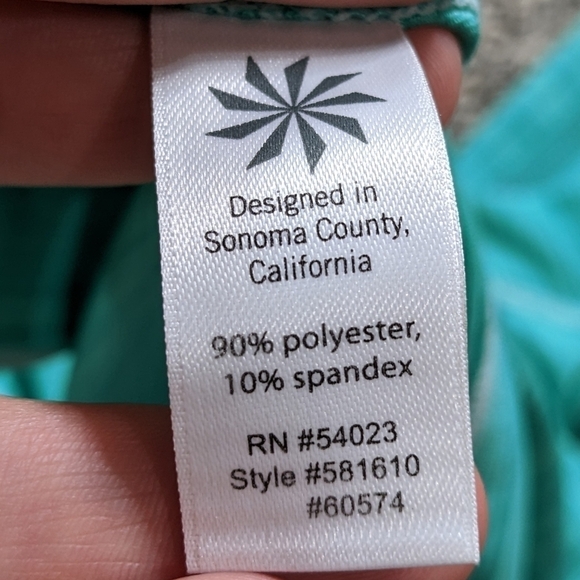 Designed in
Sonoma County,
California
90% polyester,
10% spandex
RN #54023
Style #581610
#60574